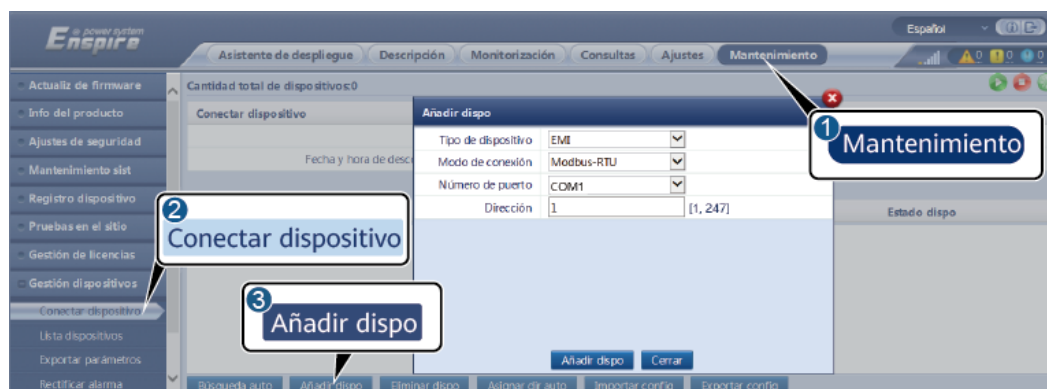 e power system
Enspire
Español
Asistente de despliegue Descripción Monitorización Consultas Ajustes Mantenimiento
0 0 0
Actualiz de firmware
Info del producto
Ajustes de seguridad
Mantenimiento sist
Registro dispositivo
Pruebas en el sitio
Gestión de licencias
Gestión dispositivos
Conectar dispositivo
Lista dispositivos
Exportar parámetros
Rectificar alarma
Cantidad total de dispositivos:0
Conectar dispositivo
Fecha y hora de desc
Estado dispo
Añadir dispo
Tipo de dispositivo EMI
Modo de conexión Modbus-RTU
Número de puerto COM1
Dirección 1 [1, 247]
Añadir dispo Cerrar
1
Mantenimiento
2
Conectar dispositivo
3
Añadir dispo
Búsqueda auto Añadir dispo Eliminar dispo Asignar dir auto Importar config Exportar config